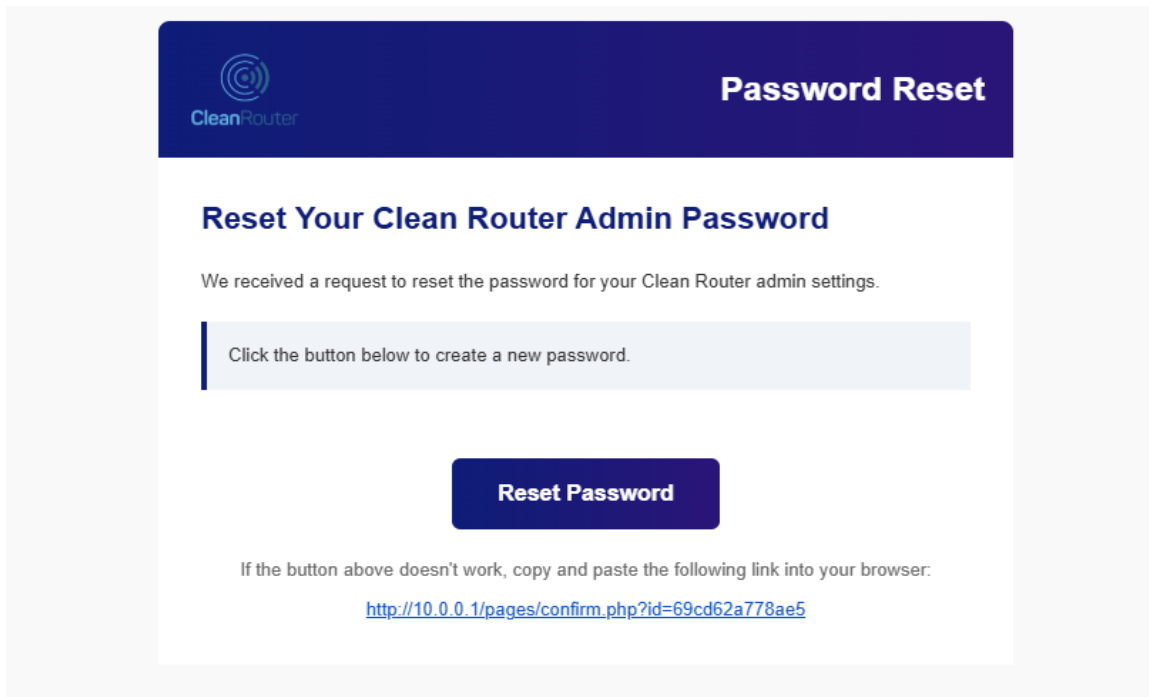 CleanRouter
Password Reset
Reset Your Clean Router Admin Password
We received a request to reset the password for your Clean Router admin settings.
Click the button below to create a new password.
Reset Password
If the button above doesn't work, copy and paste the following link into your browser:
http://10.0.0.1/pages/confirm.php?id=69cd62a778ae5